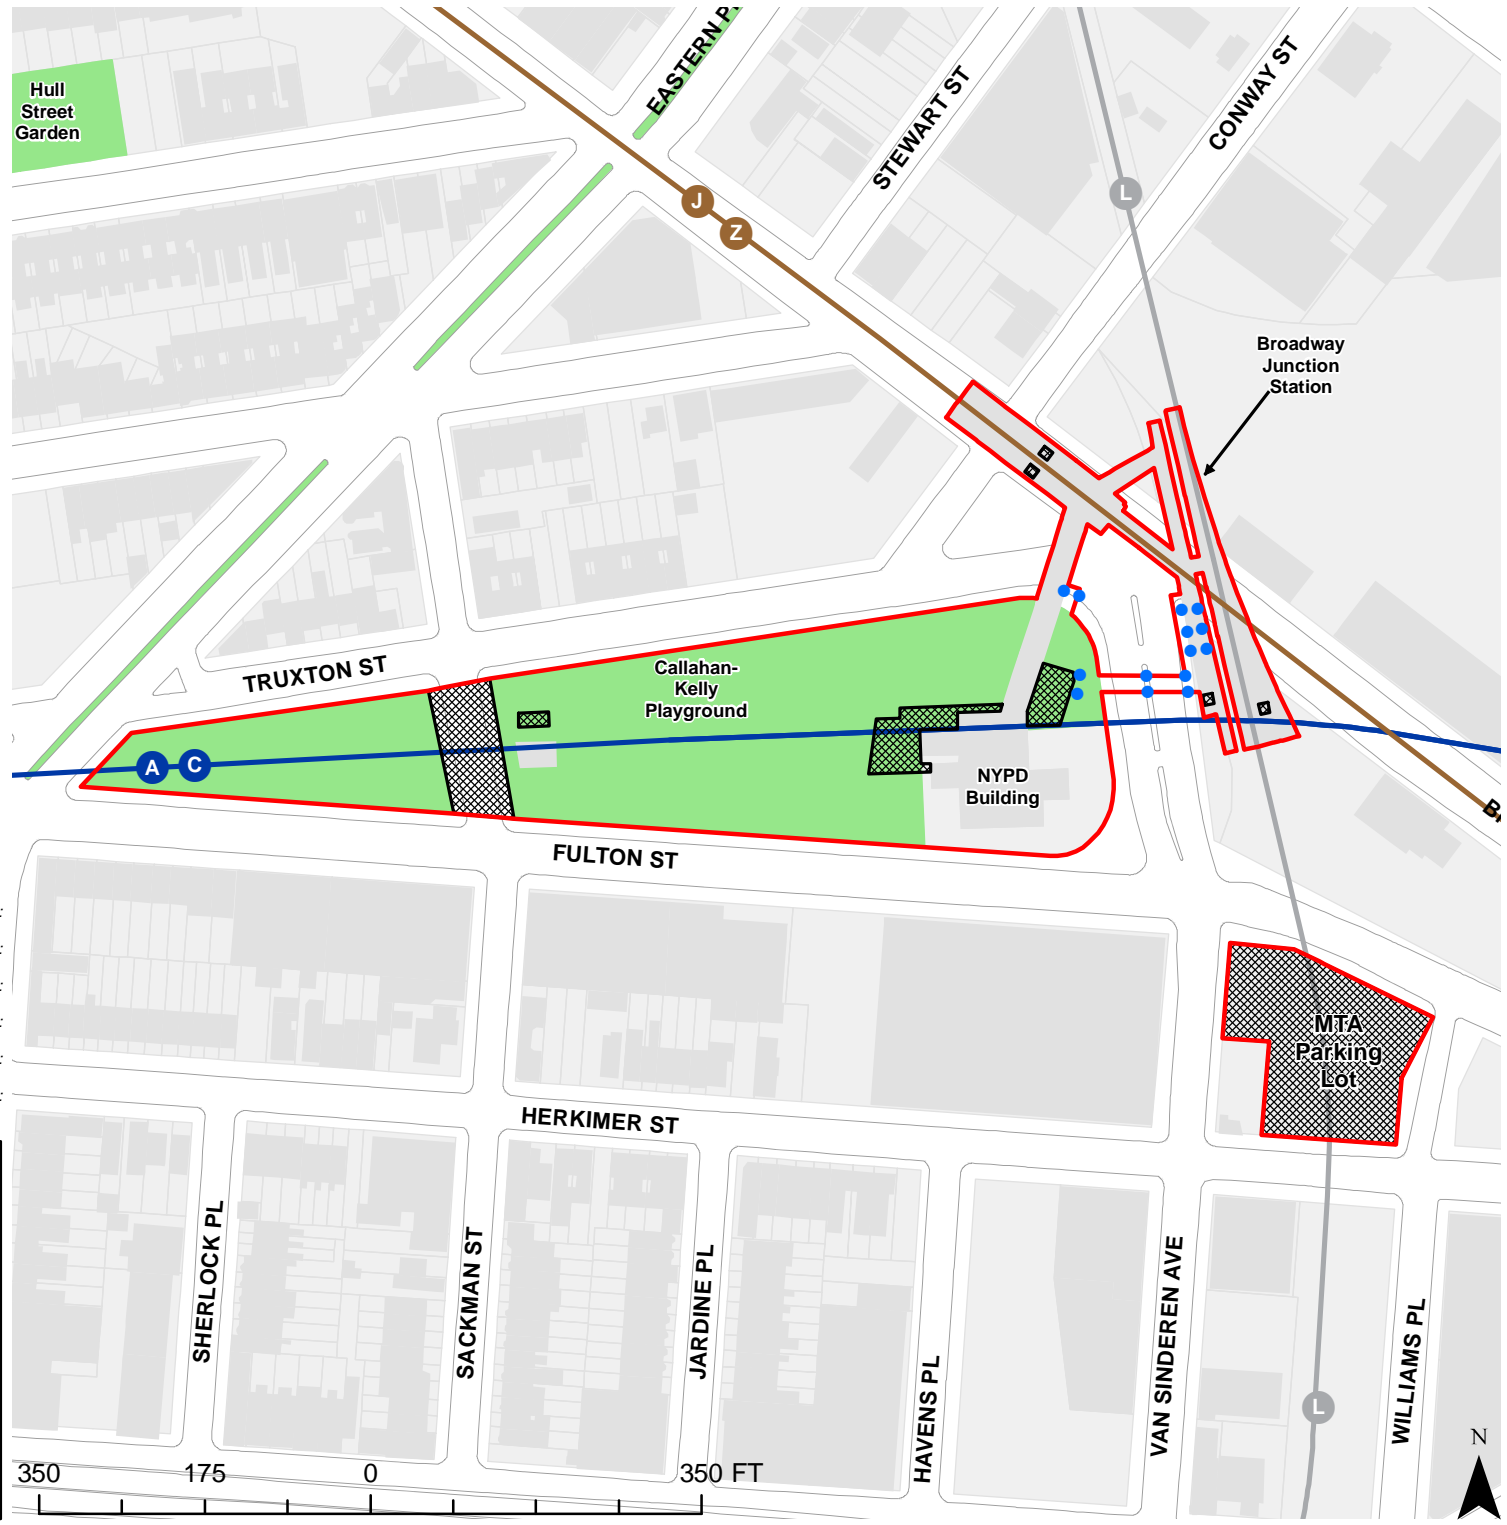 EASTERN P
Hull
Street
Garden
STEWART ST
CONWAY ST
L
J
Z
Broadway
Junction
Station
TRUXTON ST
Callahan-
Kelly
Playground
A
C
NYPD
Building
FULTON ST
MTA
Parking
Lot
HERKIMER ST
SHERLOCK PL
SACKMAN ST
JARDINE PL
HAVENS PL
VAN SINDEREN AVE
WILLIAMS PL
L
N
350 175 0 350 FT